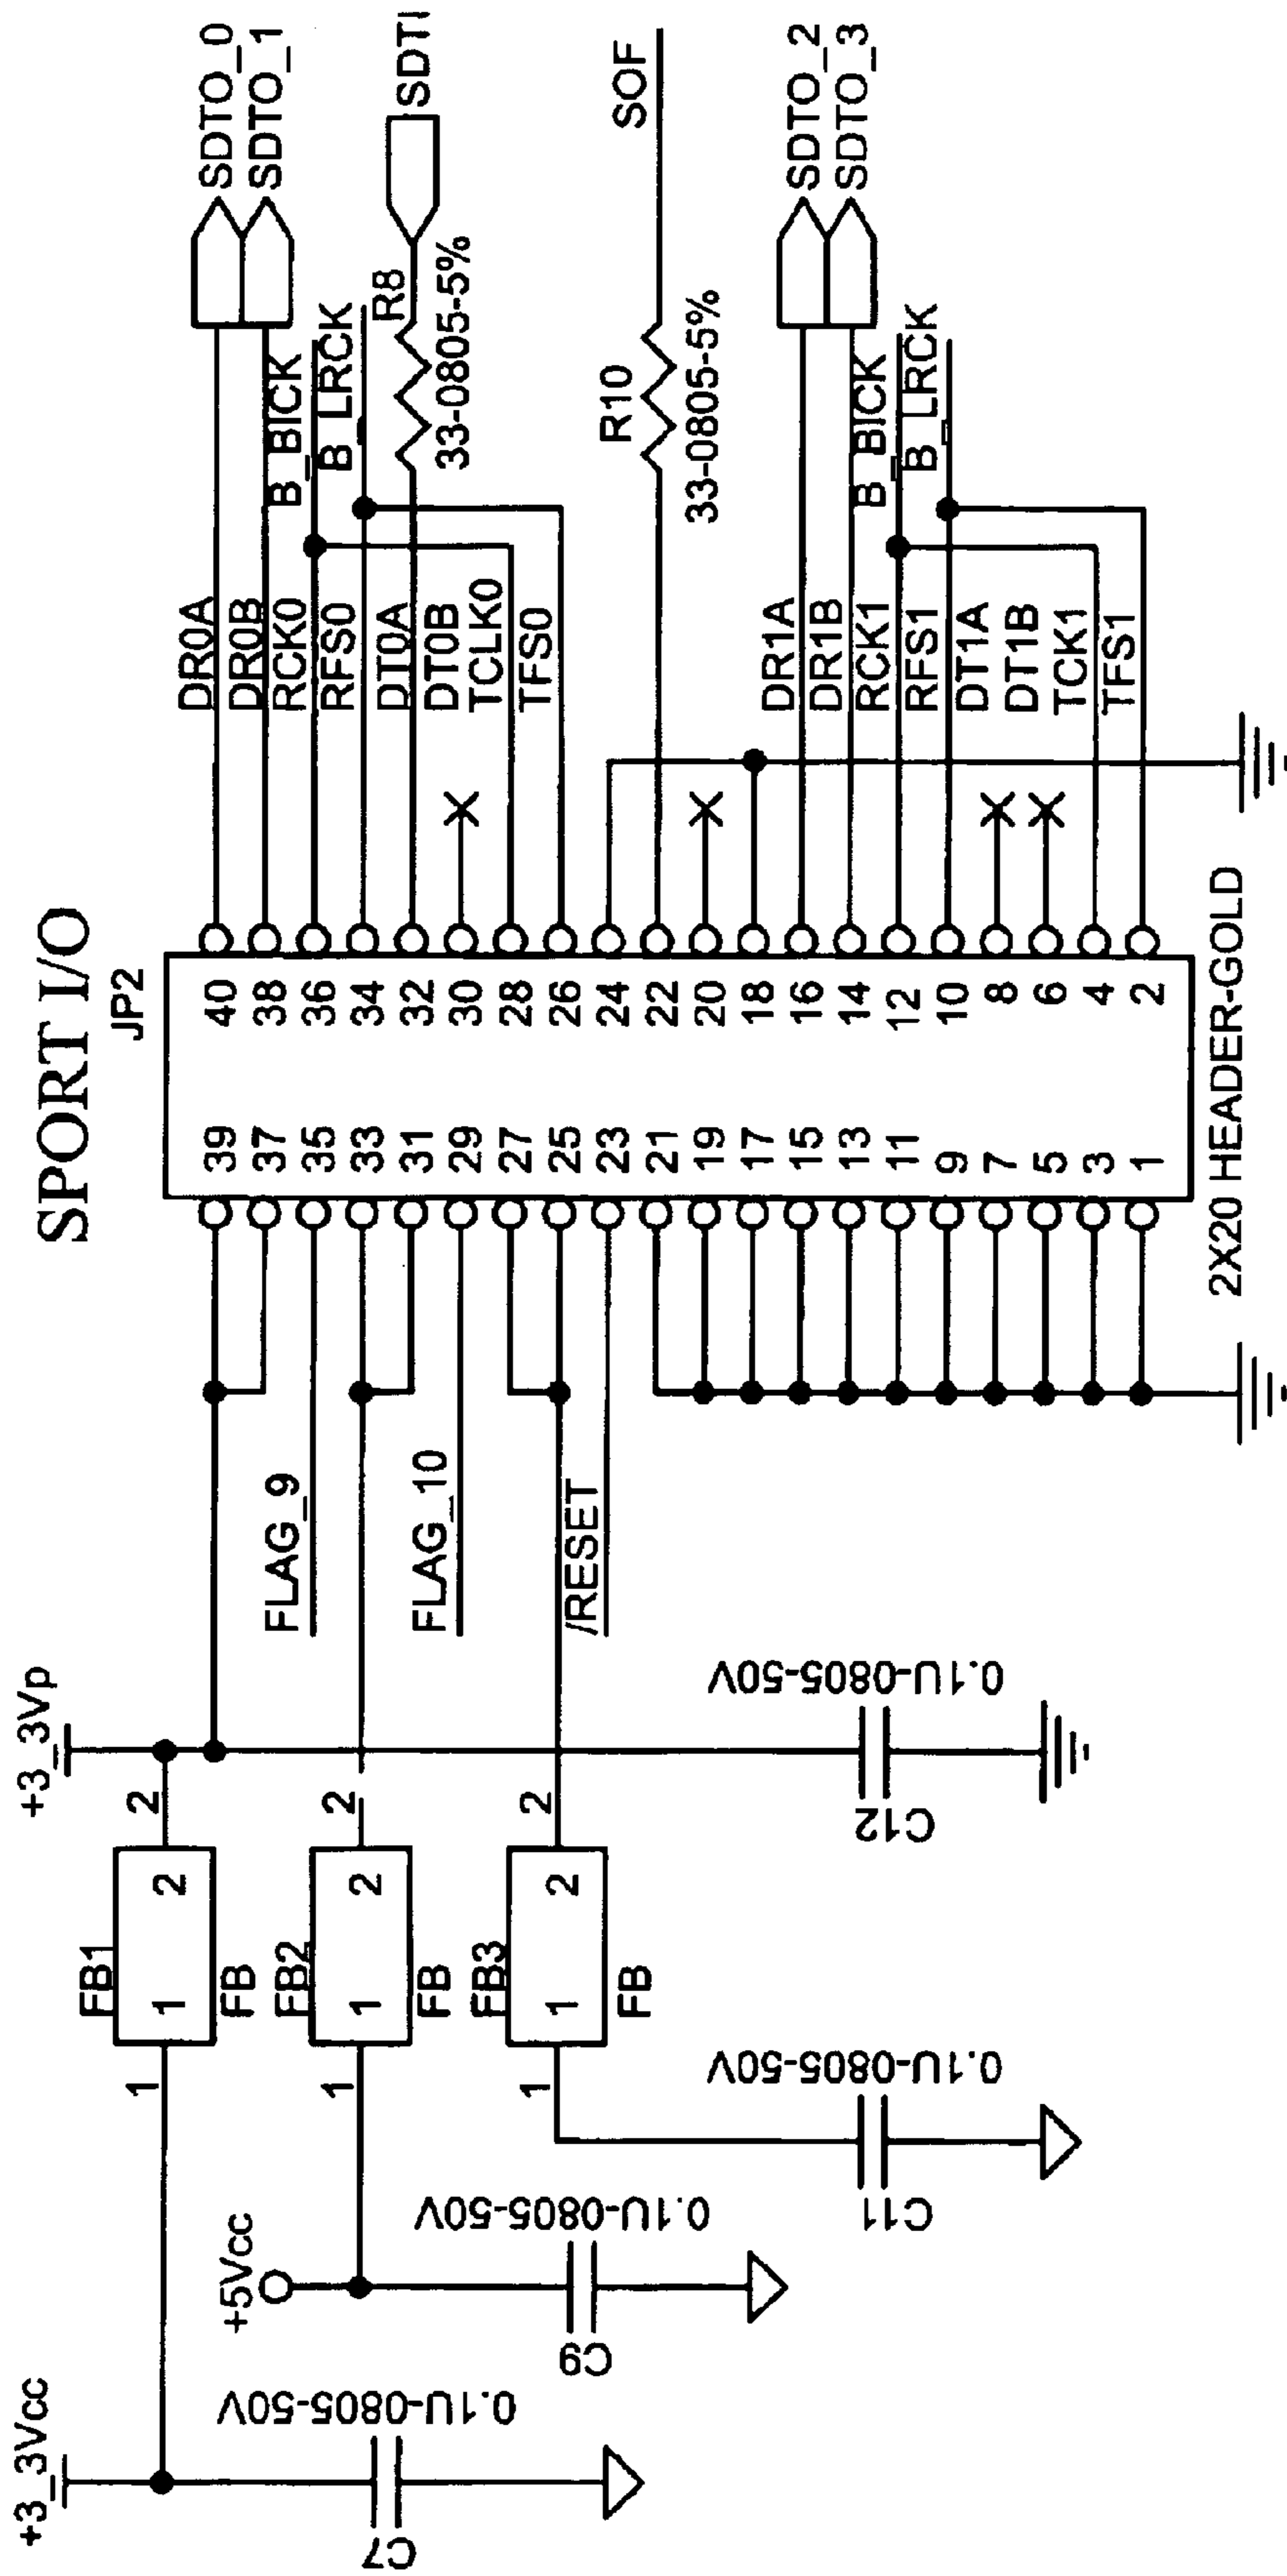 SPORT I/O
JP2
+3_3Vcc
C7
0.1U-0805-50V
+5Vcc
C9
0.1U-0805-50V
C11
0.1U-0805-50V
+3_3Vp
C12
0.1U-0805-50V
FB1
1 1 2 2
FB
FB2
1 1 2 2
FB
FB3
1 1 2 2
FB
FLAG_9
FLAG_10
/RESET
39 40
37 38
35 36
33 34
31 32
29 30
27 28
25 26
23 24
21 22
19 20
17 18
15 16
13 14
11 12
9 10
7 8
5 6
3 4
1 2
2X20 HEADER-GOLD
DR0A
SDTO_0
DR0B
SDTO_1
RCK0
B_BICK
RFS0
B_LRCK
DT0A
R8
33-0805-5%
SDTI
DT0B
TCLK0
TFS0
R10
33-0805-5%
SOF
DR1A
SDTO_2
DR1B
SDTO_3
RCK1
B_BICK
RFS1
B_LRCK
DT1A
DT1B
TCK1
TFS1